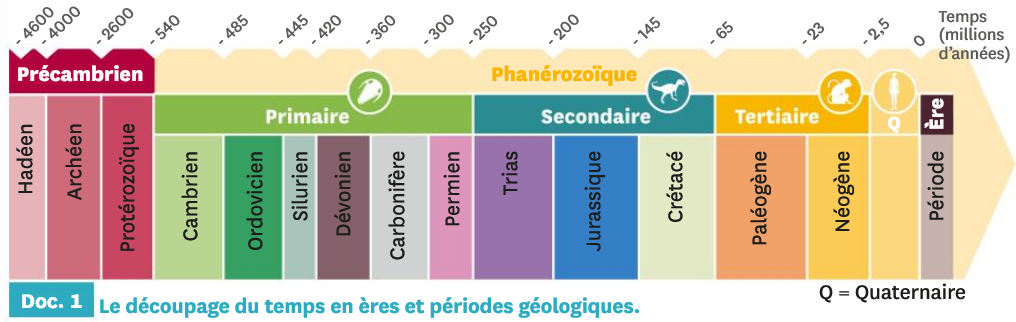 - 4600
- 4000
- 2600
- 540
- 485
- 445
- 420
- 360
- 300
- 250
- 200
- 145
- 65
- 23
- 2,5
0
Temps
(millions
d'années)
Précambrien
Phanérozoïque
Primaire
Secondaire
Tertiaire
Q
Ère
Hadéen
Archéen
Protérozoïque
Cambrien
Ordovicien
Silurien
Dévonien
Carbonifère
Permien
Trias
Jurassique
Crétacé
Paléogène
Néogène
Période
Q = Quaternaire
Doc. 1 Le découpage du temps en ères et périodes géologiques.